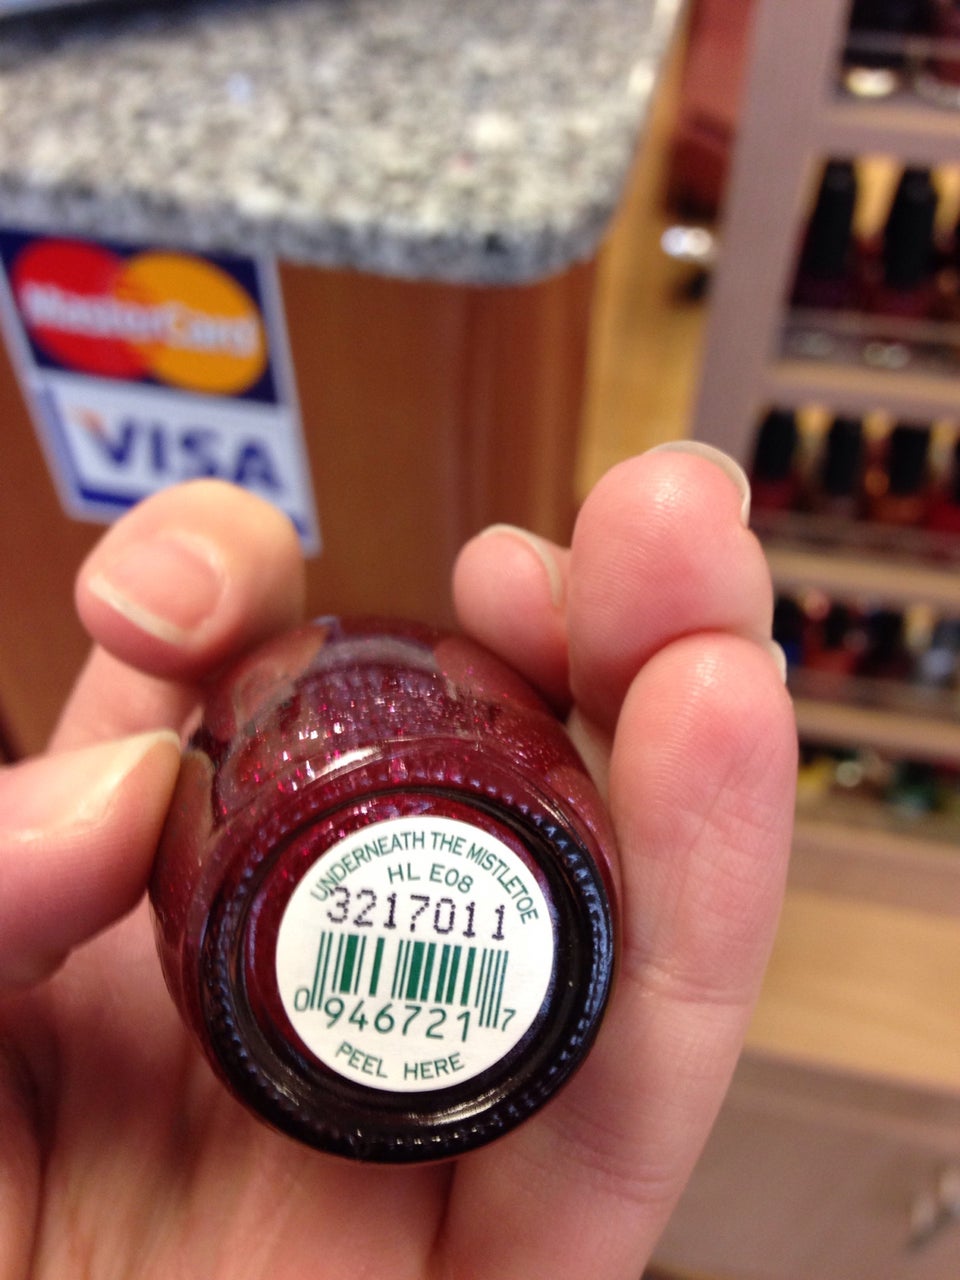 MasterCard
VISA
UNDERNEATH THE MISTLETOE
HL E08
3217011
0 946721 7
PEEL HERE